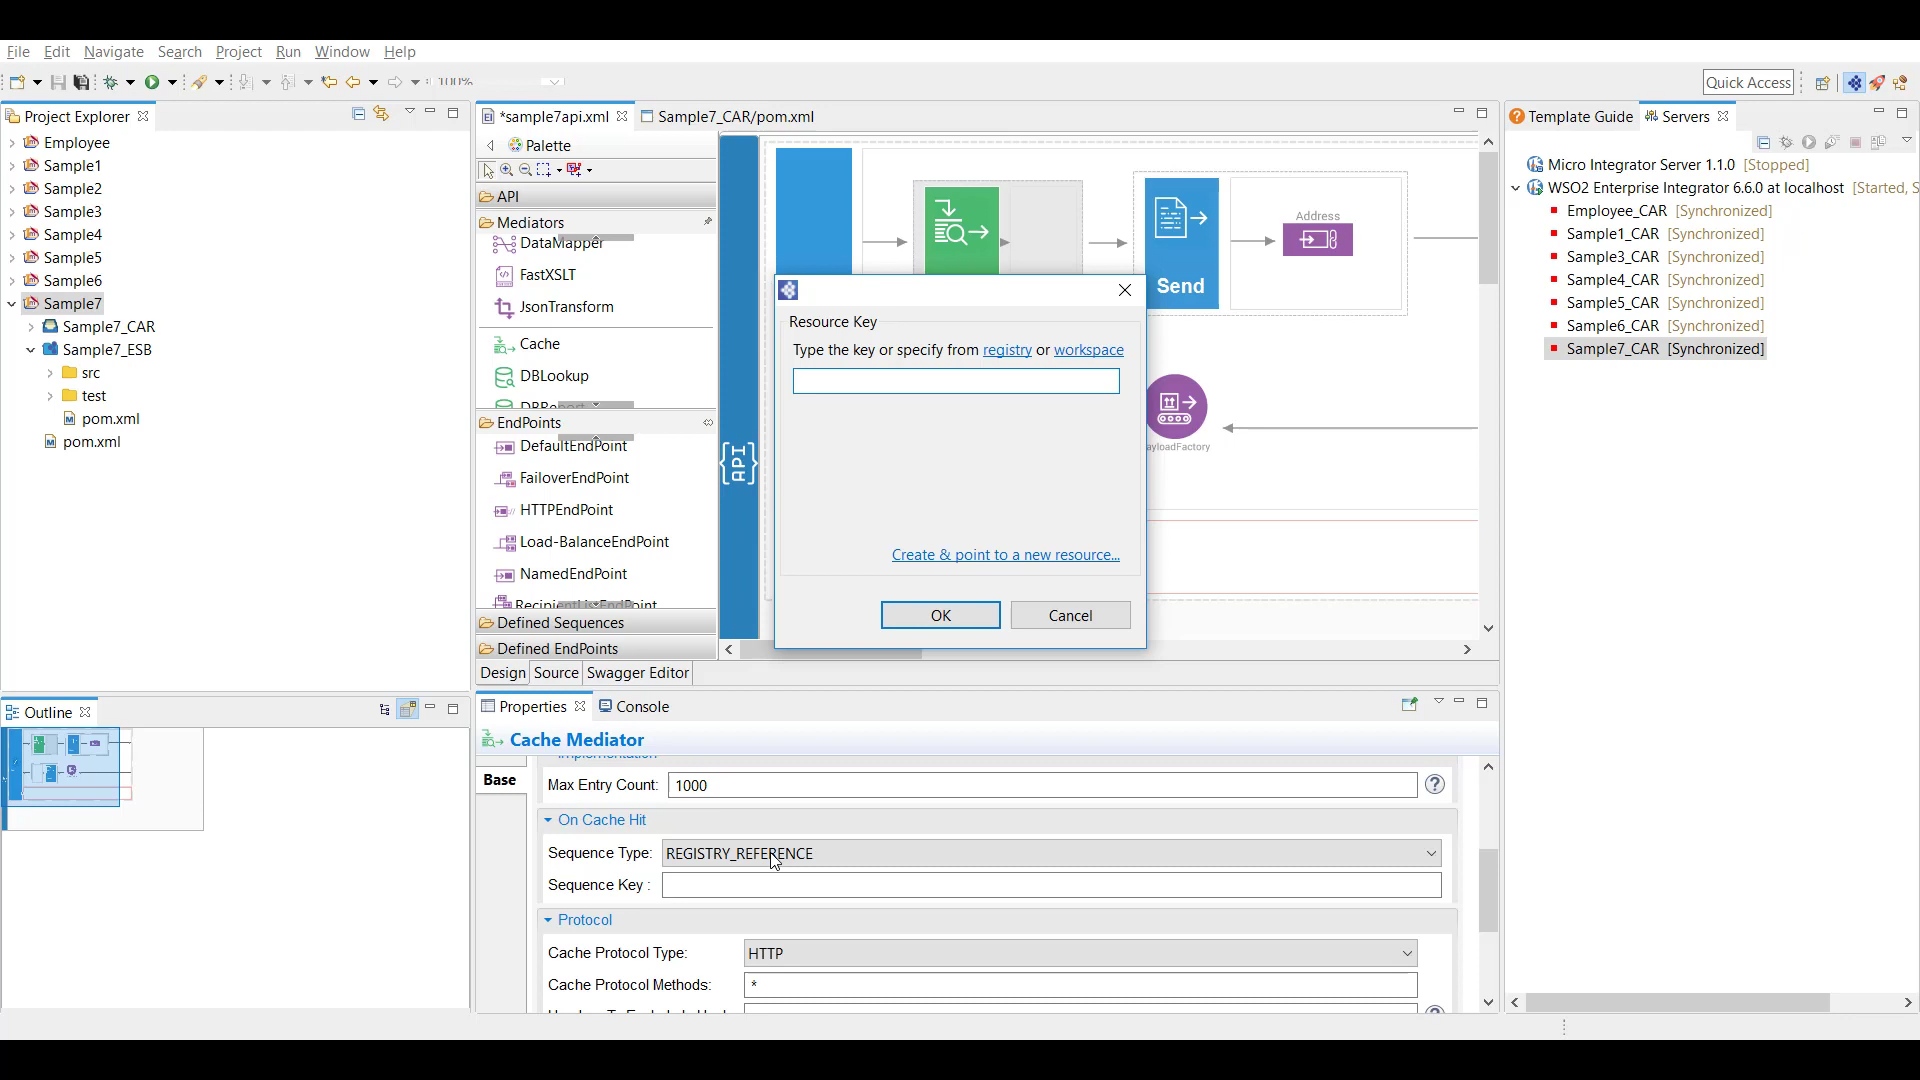 File Edit Navigate Search Project Run Window Help
100%
Quick Access
Project Explorer
Employee
Sample1
Sample2
Sample3
Sample4
Sample5
Sample6
Sample7
Sample7_CAR
Sample7_ESB
src
test
pom.xml
pom.xml
*sample7api.xml
Sample7_CAR/pom.xml
Palette
API
Mediators
DataMapper
FastXSLT
JsonTransform
Cache
DBLookup
EndPoints
DefaultEndPoint
FailoverEndPoint
HTTPEndPoint
Load-BalanceEndPoint
NamedEndPoint
RecipientListEndPoint
Defined Sequences
Defined EndPoints
Design Source Swagger Editor
{API}
Send
Address
ayloadFactory
Resource Key
Type the key or specify from registry or workspace
Create & point to a new resource...
OK
Cancel
Template Guide
Servers
Micro Integrator Server 1.1.0 [Stopped]
WSO2 Enterprise Integrator 6.6.0 at localhost [Started, S
Employee_CAR [Synchronized]
Sample1_CAR [Synchronized]
Sample3_CAR [Synchronized]
Sample4_CAR [Synchronized]
Sample5_CAR [Synchronized]
Sample6_CAR [Synchronized]
Sample7_CAR [Synchronized]
Outline
Properties
Console
Cache Mediator
Base
Implementation
Max Entry Count: 1000
On Cache Hit
Sequence Type: REGISTRY_REFERENCE
Sequence Key :
Protocol
Cache Protocol Type: HTTP
Cache Protocol Methods: *